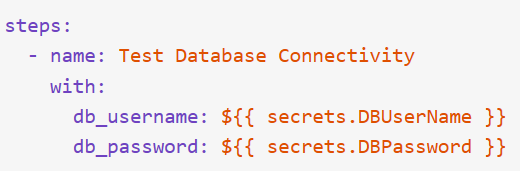 steps:
  - name: Test Database Connectivity
    with:
      db_username: ${{ secrets.DBUserName }}
      db_password: ${{ secrets.DBPassword }}